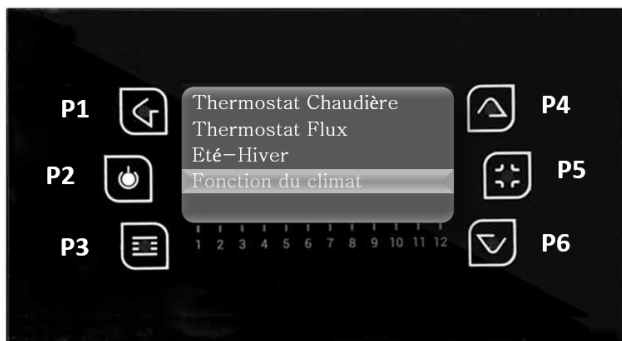 P1
P2
P3
Thermostat Chaudière
Thermostat Flux
Eté-Hiver
Fonction du climat
1 2 3 4 5 6 7 8 9 10 11 12
P4
P5
P6